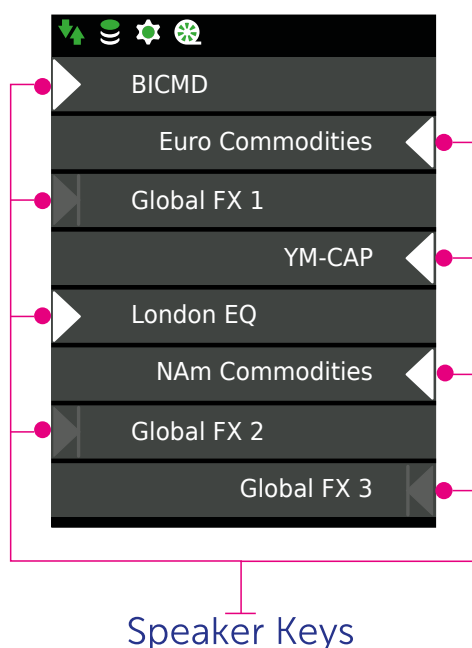 BICMD
Euro Commodities
Global FX 1
YM-CAP
London EQ
NAm Commodities
Global FX 2
Global FX 3
Speaker Keys